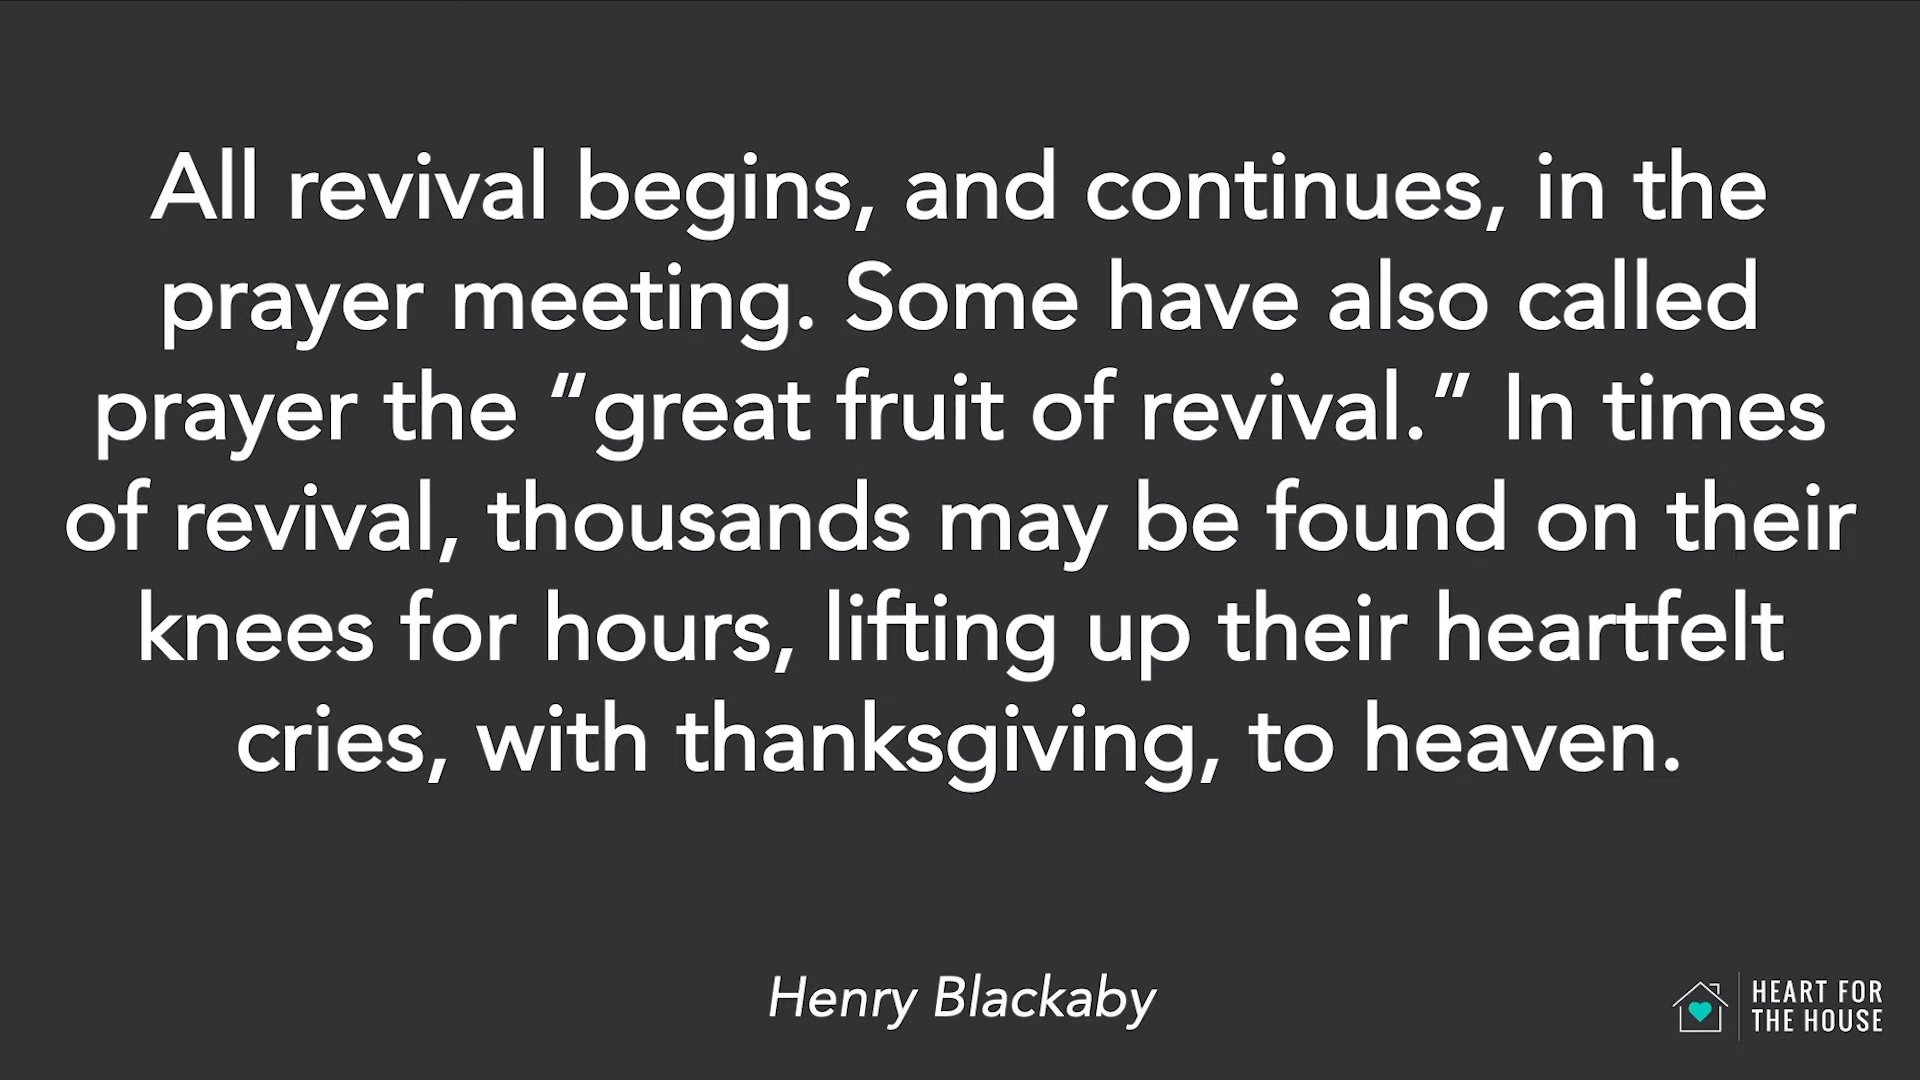 All revival begins, and continues, in the
prayer meeting. Some have also called
prayer the “great fruit of revival.” In times
of revival, thousands may be found on their
knees for hours, lifting up their heartfelt
cries, with thanksgiving, to heaven.
Henry Blackaby
HEART FOR
THE HOUSE